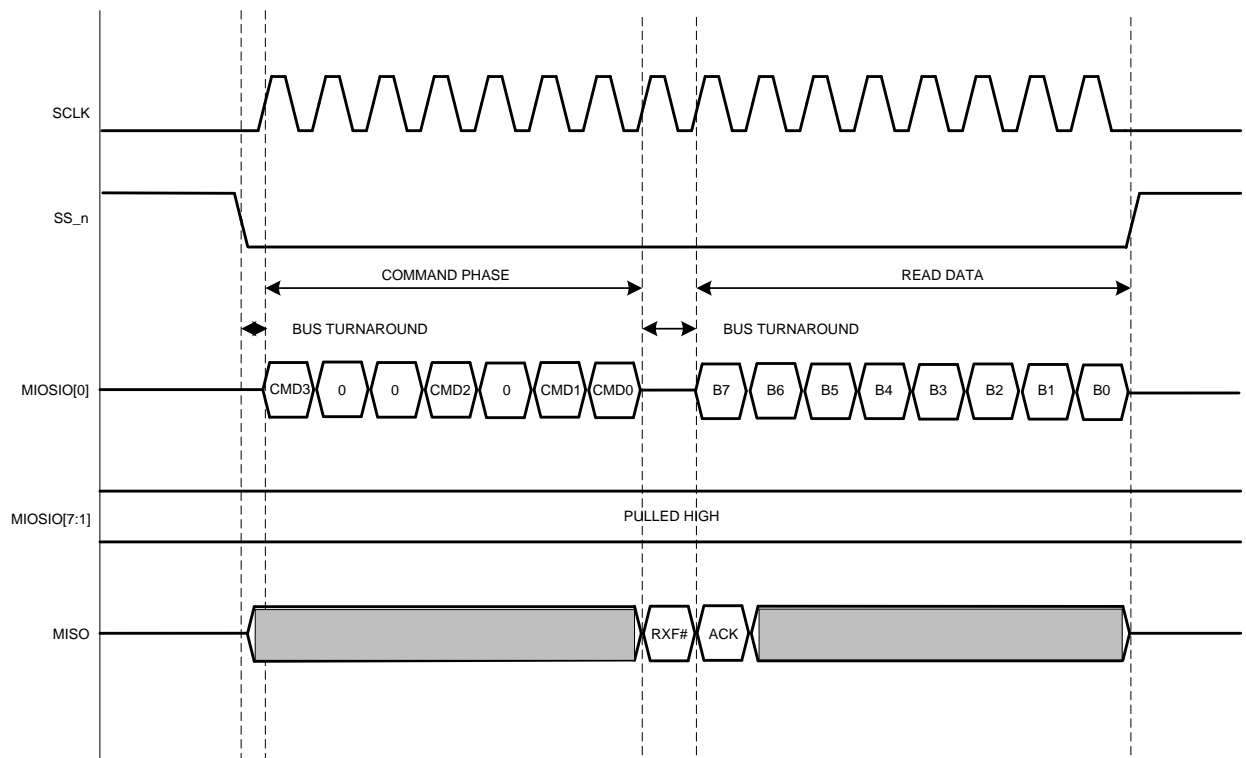 SCLK
SS_n
COMMAND PHASE READ DATA
BUS TURNAROUND BUS TURNAROUND
MIOSIO[0] CMD3 0 0 CMD2 0 CMD1 CMD0 B7 B6 B5 B4 B3 B2 B1 B0
MIOSIO[7:1] PULLED HIGH
MISO RXF# ACK